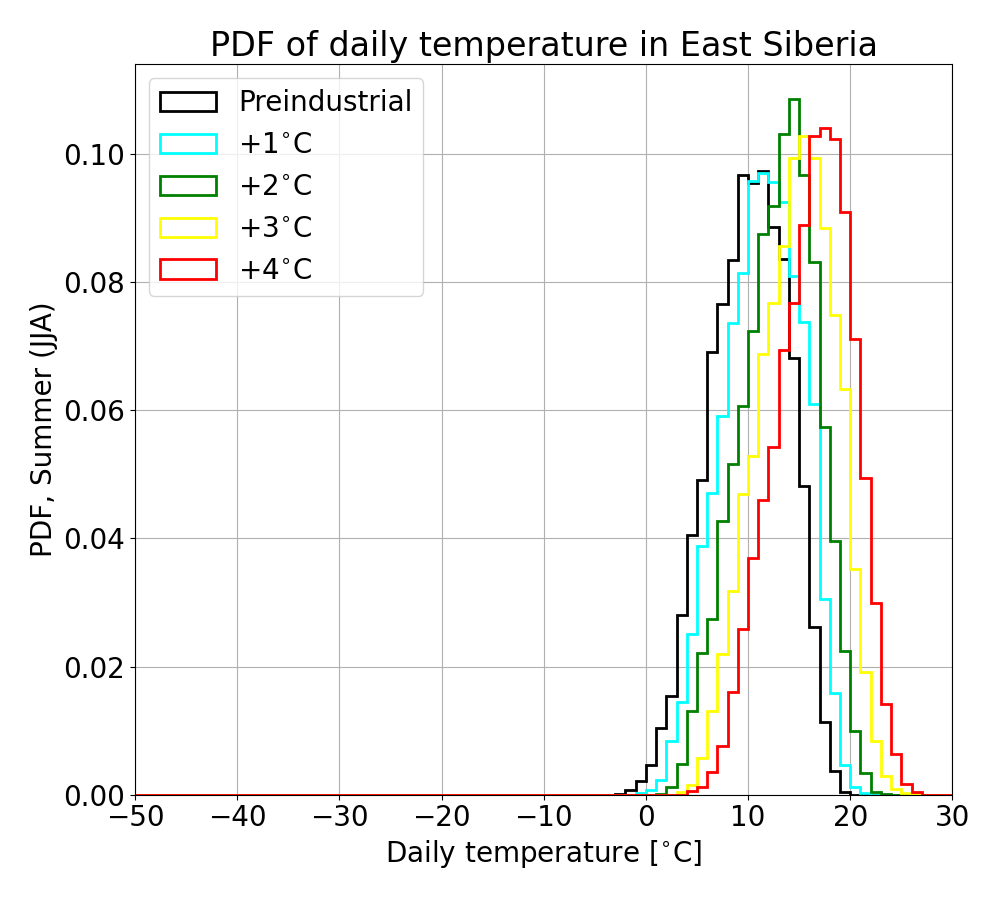 PDF of daily temperature in East Siberia
Preindustrial
+1°C
+2°C
+3°C
+4°C
PDF, Summer (JJA)
0.10
0.08
0.06
0.04
0.02
0.00
−50 −40 −30 −20 −10 0 10 20 30
Daily temperature [°C]